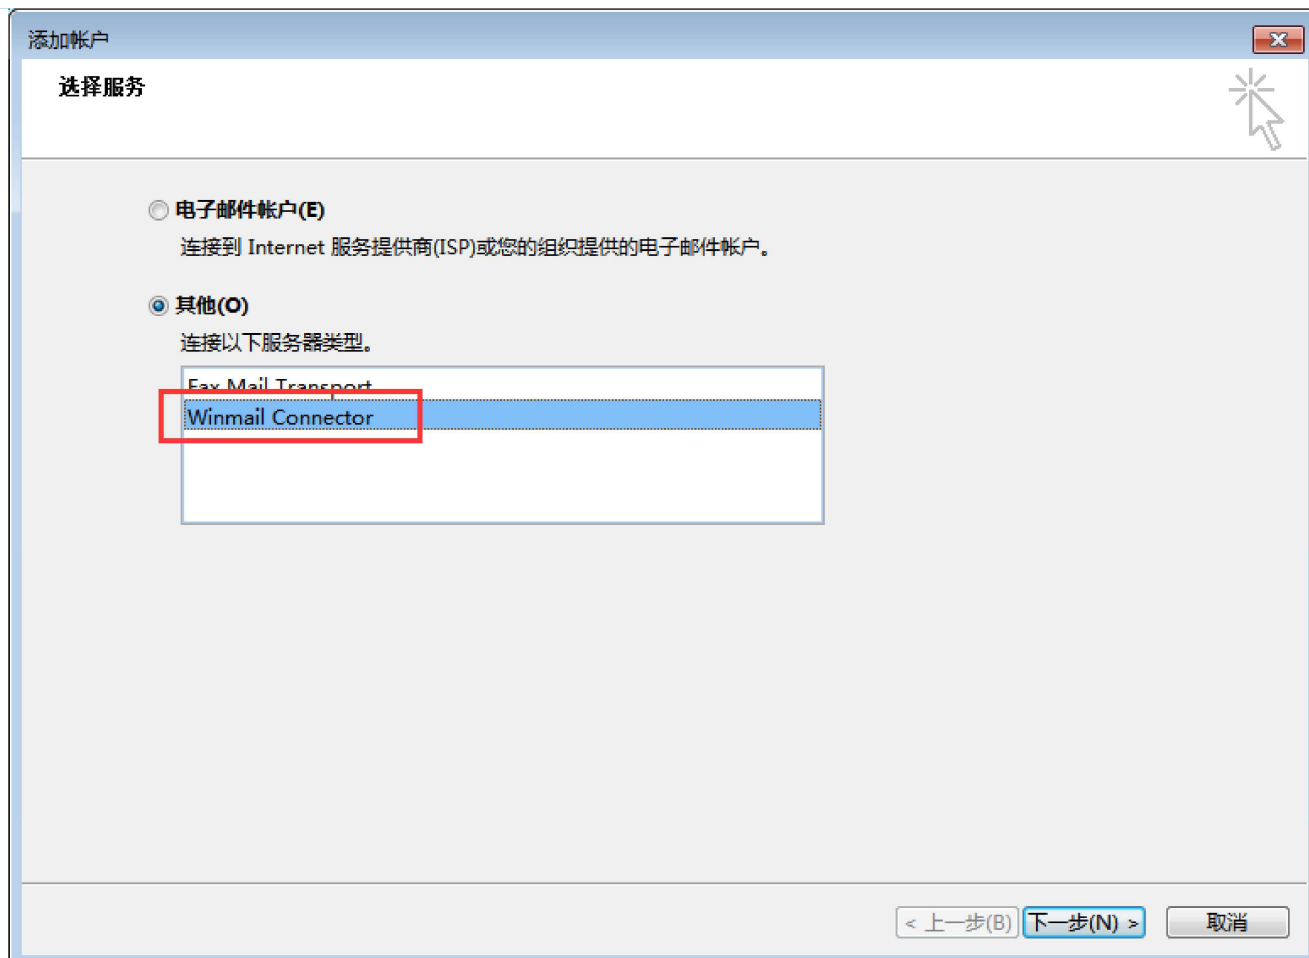 添加帐户
选择服务
电子邮件帐户(E)
连接到 Internet 服务提供商(ISP)或您的组织提供的电子邮件帐户。
其他(O)
连接以下服务器类型。
Fax Mail Transport
Winmail Connector
< 上一步(B)
下一步(N) >
取消